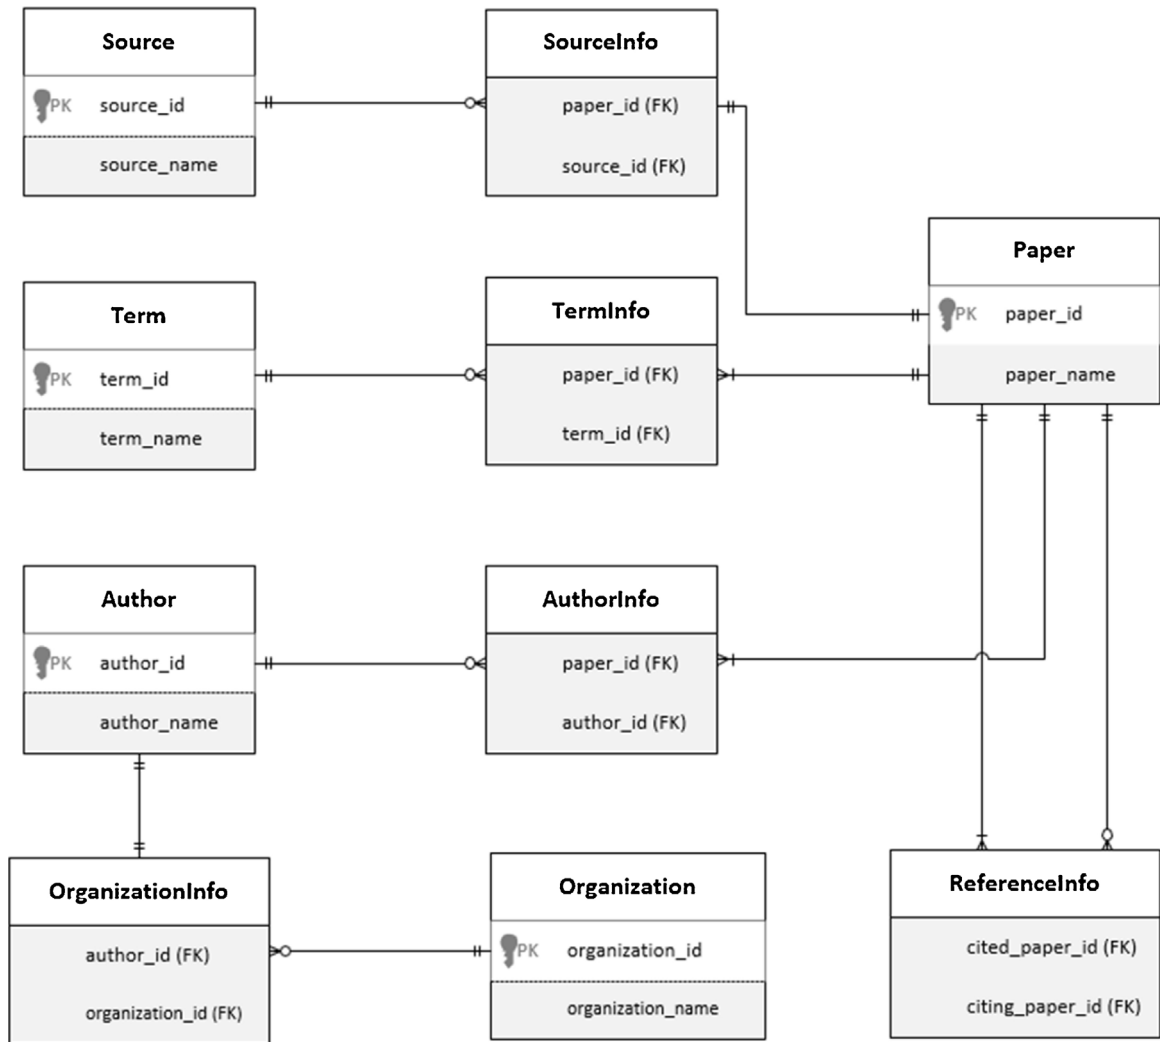 Source
PK source_id
source_name
SourceInfo
paper_id (FK)
source_id (FK)
Paper
PK paper_id
paper_name
Term
PK term_id
term_name
TermInfo
paper_id (FK)
term_id (FK)
Author
PK author_id
author_name
AuthorInfo
paper_id (FK)
author_id (FK)
OrganizationInfo
author_id (FK)
organization_id (FK)
Organization
PK organization_id
organization_name
ReferenceInfo
cited_paper_id (FK)
citing_paper_id (FK)